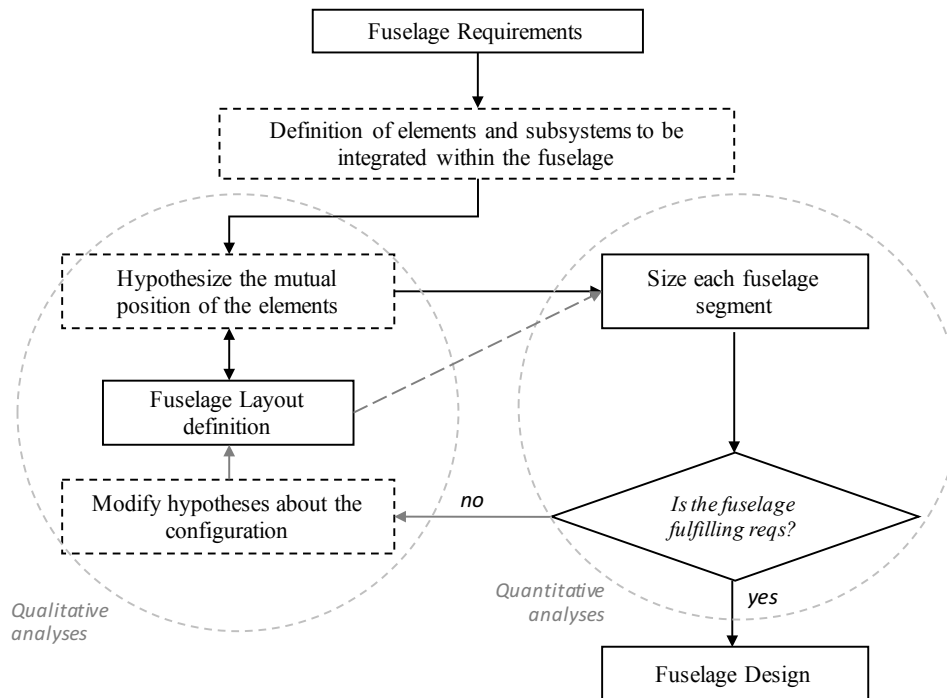 Fuselage Requirements
Definition of elements and subsystems to be
integrated within the fuselage
Hypothesize the mutual
position of the elements
Size each fuselage
segment
Fuselage Layout
definition
Modify hypotheses about the
configuration
no
Is the fuselage
fulfilling reqs?
Qualitative
analyses
Quantitative
analyses
yes
Fuselage Design